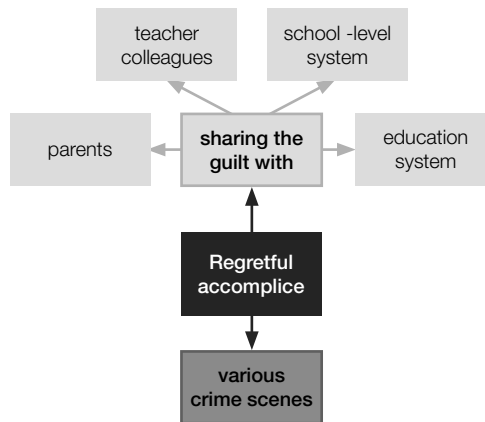 teacher
colleagues
school -level
system
parents
sharing the
guilt with
education
system
Regretful
accomplice
various
crime scenes